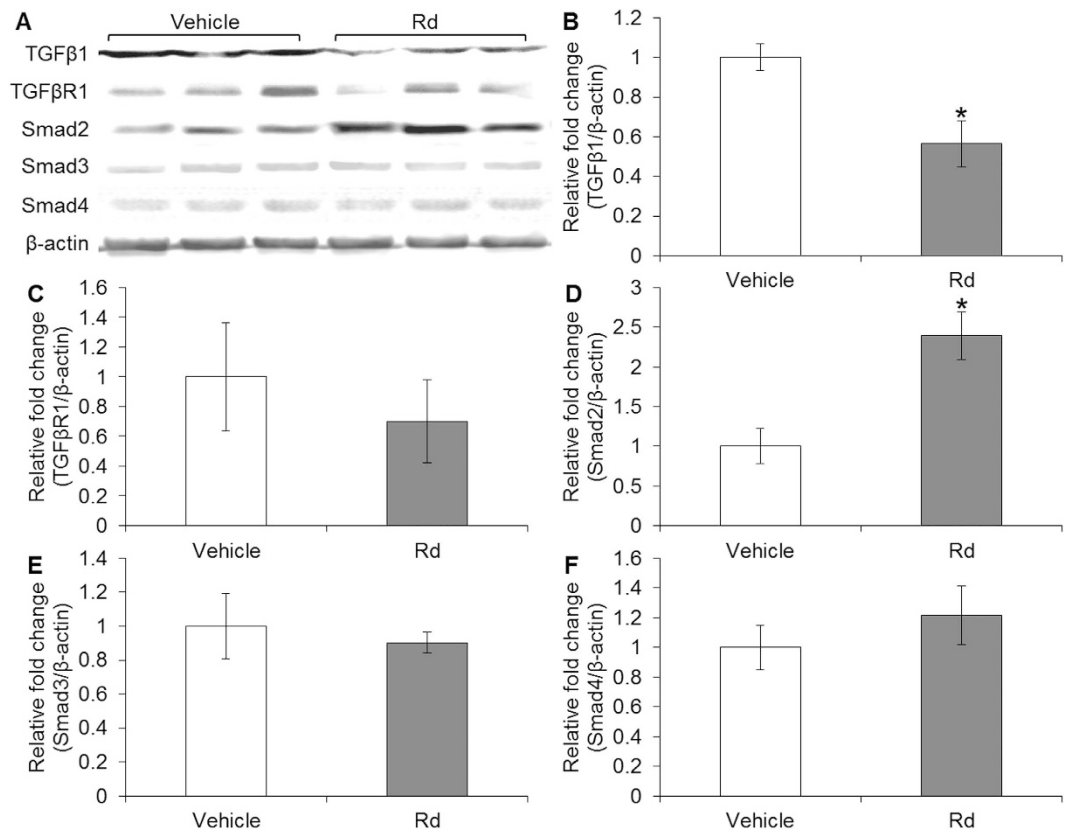 A
Vehicle Rd
TGFβ1
TGFβR1
Smad2
Smad3
Smad4
β-actin
B
Relative fold change
(TGFβ1/β-actin)
1.2
1
0.8
0.6
0.4
0.2
0
*
Vehicle Rd
C
Relative fold change
(TGFβR1/β-actin)
1.6
1.4
1.2
1
0.8
0.6
0.4
0.2
0
Vehicle Rd
D
Relative fold change
(Smad2/β-actin)
3
2.5
2
1.5
1
0.5
0
*
Vehicle Rd
E
Relative fold change
(Smad3/β-actin)
1.4
1.2
1
0.8
0.6
0.4
0.2
0
Vehicle Rd
F
Relative fold change
(Smad4/β-actin)
1.6
1.4
1.2
1
0.8
0.6
0.4
0.2
0
Vehicle Rd